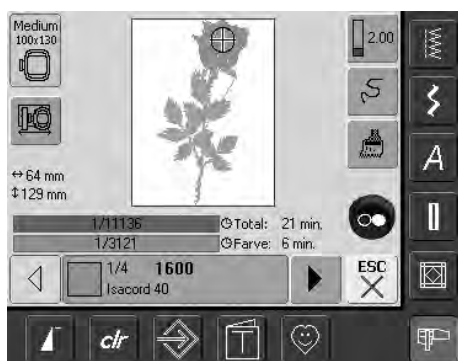 Medium
100x130
2.00
↔ 64 mm
↕ 129 mm
1/11136
Total: 21 min.
1/3121
Farve: 6 min.
1/4 1600
Isacord 40
ESC
A
clr
T